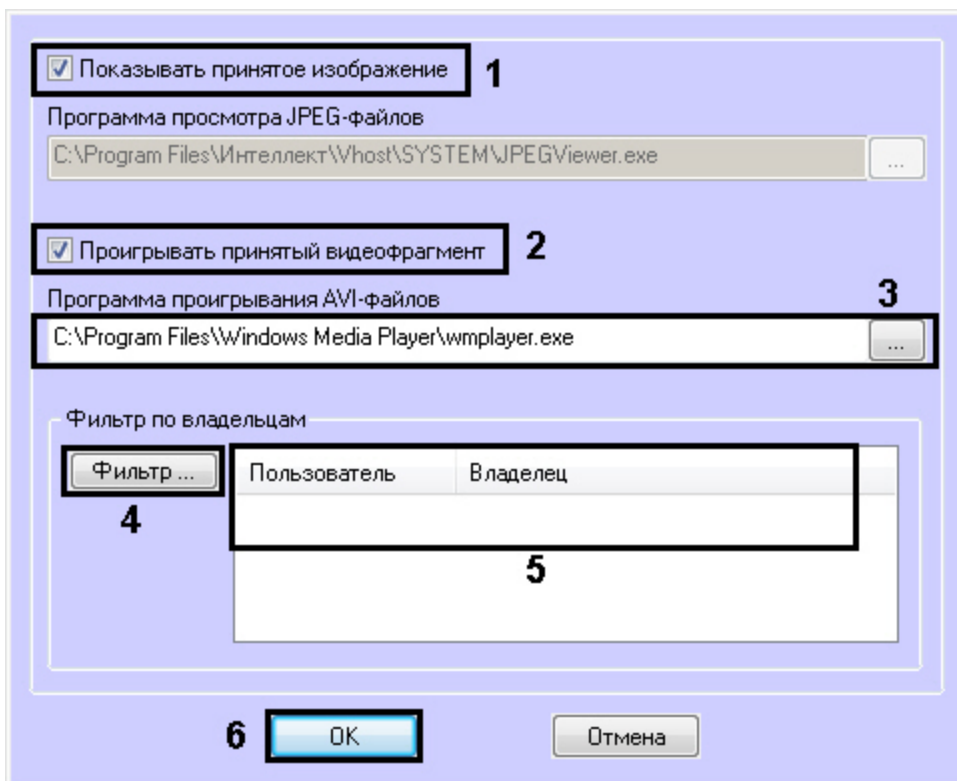 Показывать принятое изображение 1
Программа просмотра JPEG-файлов
C:\Program Files\Интеллект\Vhost\SYSTEM\JPEGViewer.exe ...
Проигрывать принятый видеофрагмент 2
Программа проигрывания AVI-файлов 3
C:\Program Files\Windows Media Player\wmplayer.exe ...
Фильтр по владельцам
Фильтр ... Пользователь Владелец
4
5
6 OK Отмена